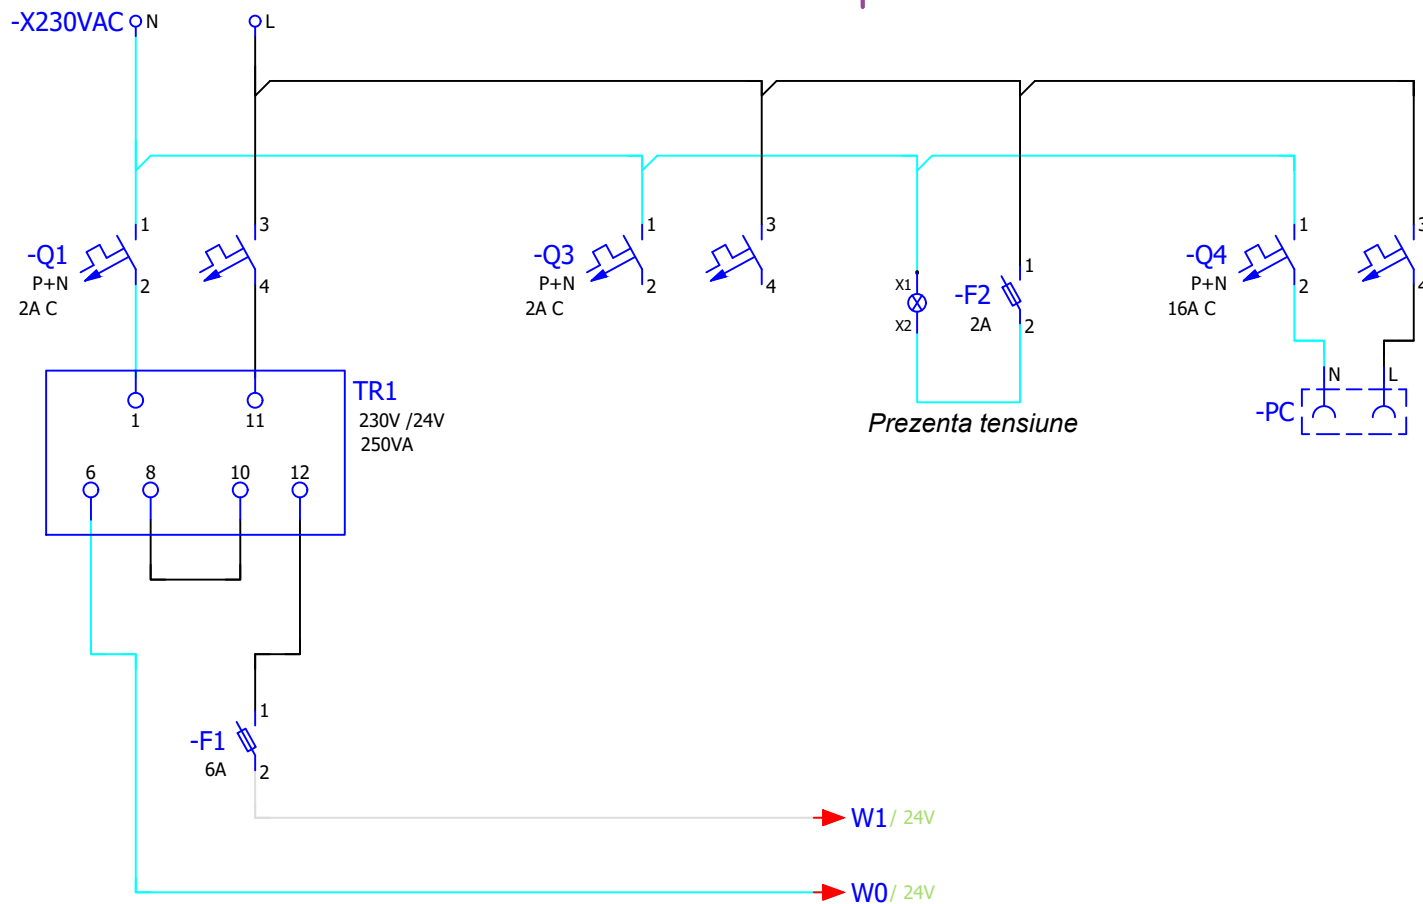 -X230VAC N L
1 3 1 3 1 3
-Q1 -Q3 -Q4
P+N P+N P+N
2A C 2A C 16A C
2 4 2 4 2 4
X1 -F2 1
X2 2A 2
N L
-PC
Prezenta tensiune
TR1
230V /24V
250VA
1 11
6 8 10 12
1
-F1
6A 2
W1 / 24V
W0 / 24V